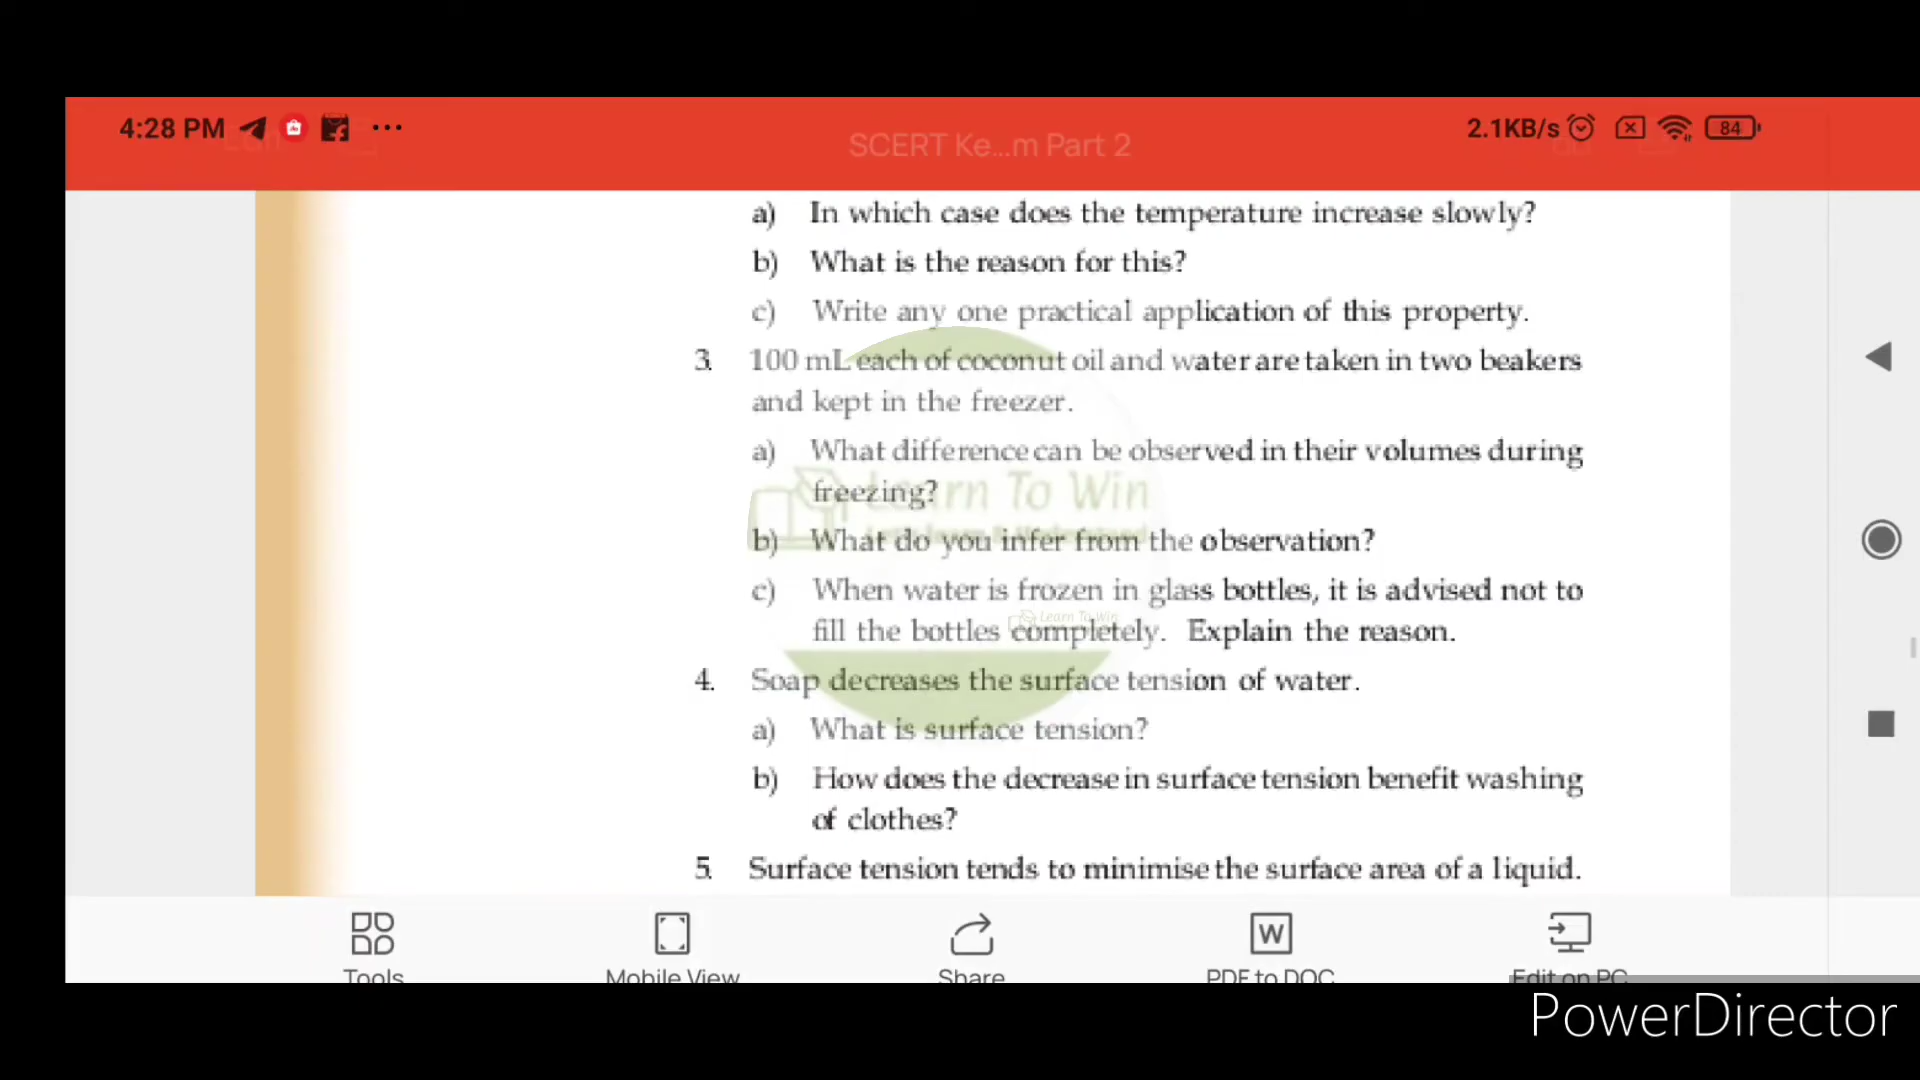 4:28 PM ...
SCERT Ke...m Part 2
2.1KB/s
84
a) In which case does the temperature increase slowly?
b) What is the reason for this?
c) Write any one practical application of this property.
3. 100 mL each of coconut oil and water are taken in two beakers
and kept in the freezer.
a) What difference can be observed in their volumes during
freezing?
Learn To Win
b) What do you infer from the observation?
c) When water is frozen in glass bottles, it is advised not to
Learn To Win
fill the bottles completely. Explain the reason.
4. Soap decreases the surface tension of water.
a) What is surface tension?
b) How does the decrease in surface tension benefit washing
of clothes?
5. Surface tension tends to minimise the surface area of a liquid.
Tools
Mobile View
Share
W
PDF to DOC
Edit on PC
PowerDirector